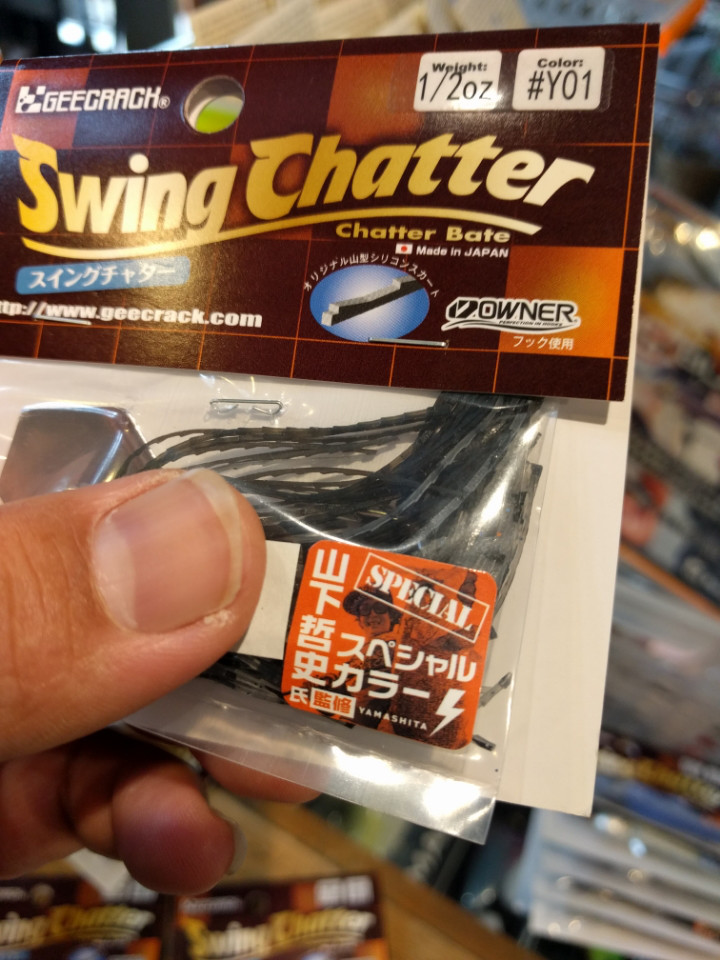 GEECRACK®
Weight:
1/2oz
Color:
#Y01
Swing Chatter
Chatter Bate
Made in JAPAN
スイングチャター
オリジナル山型シリコンスカート
ttp://www.geecrack.com
OWNER
PERFECTION IN HOOKS
フック使用
SPECIAL
山下哲史氏監修
スペシャルカラー
YAMASHITA
Swing Chatter